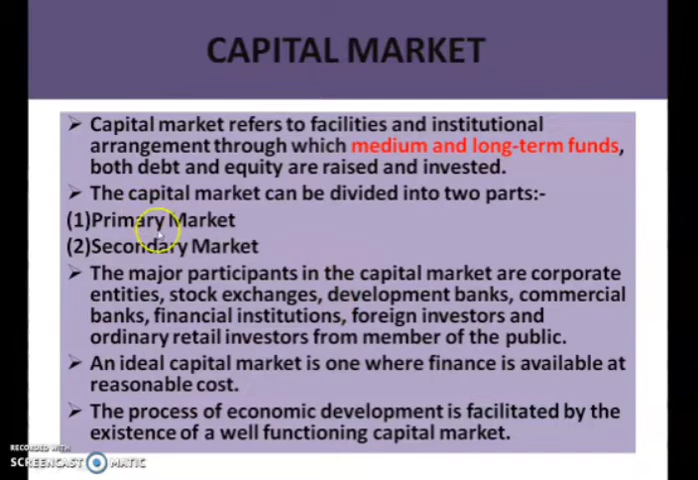 CAPITAL MARKET
➢ Capital market refers to facilities and institutional
arrangement through which medium and long-term funds,
both debt and equity are raised and invested.
➢ The capital market can be divided into two parts:-
(1)Primary Market
(2)Secondary Market
➢ The major participants in the capital market are corporate
entities, stock exchanges, development banks, commercial
banks, financial institutions, foreign investors and
ordinary retail investors from member of the public.
➢ An ideal capital market is one where finance is available at
reasonable cost.
➢ The process of economic development is facilitated by the
existence of a well functioning capital market.
RECORDED WITH
SCREENCAST MATIC